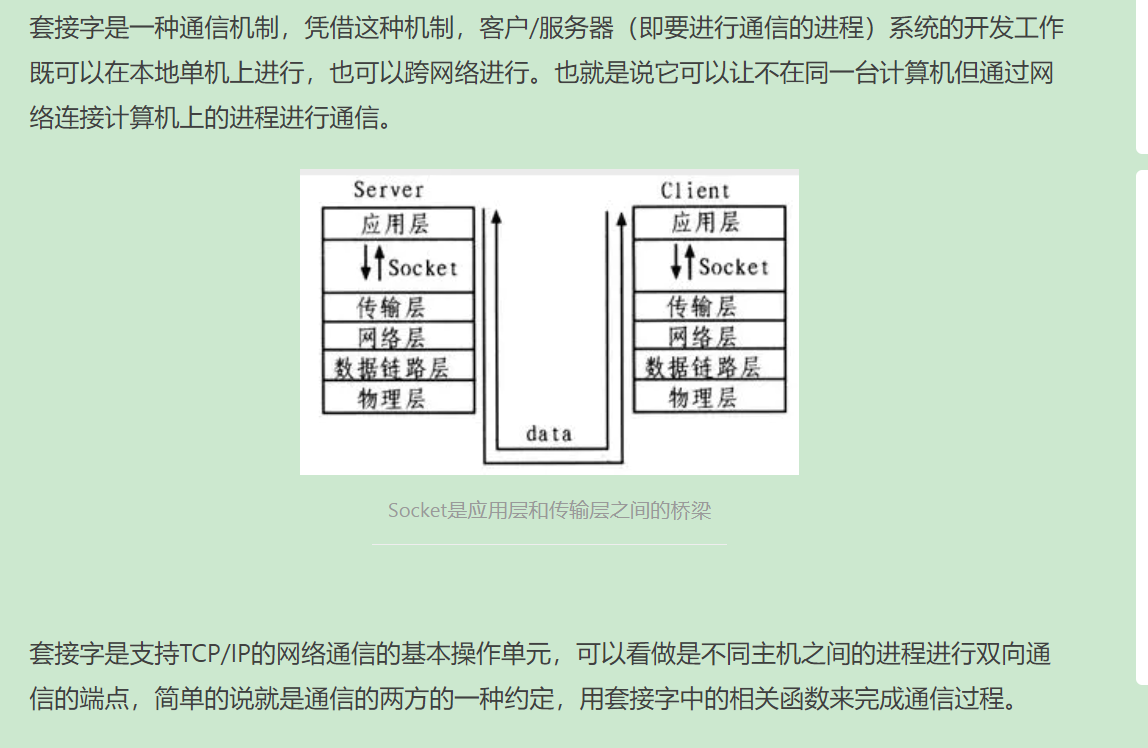 套接字是一种通信机制，凭借这种机制，客户/服务器（即要进行通信的进程）系统的开发工作
既可以在本地单机上进行，也可以跨网络进行。也就是说它可以让不在同一台计算机但通过网
络连接计算机上的进程进行通信。
Server
应用层
Socket
传输层
网络层
数据链路层
物理层
data
Client
应用层
Socket
传输层
网络层
数据链路层
物理层
Socket是应用层和传输层之间的桥梁
套接字是支持TCP/IP的网络通信的基本操作单元，可以看做是不同主机之间的进程进行双向通
信的端点，简单的说就是通信的两方的一种约定，用套接字中的相关函数来完成通信过程。